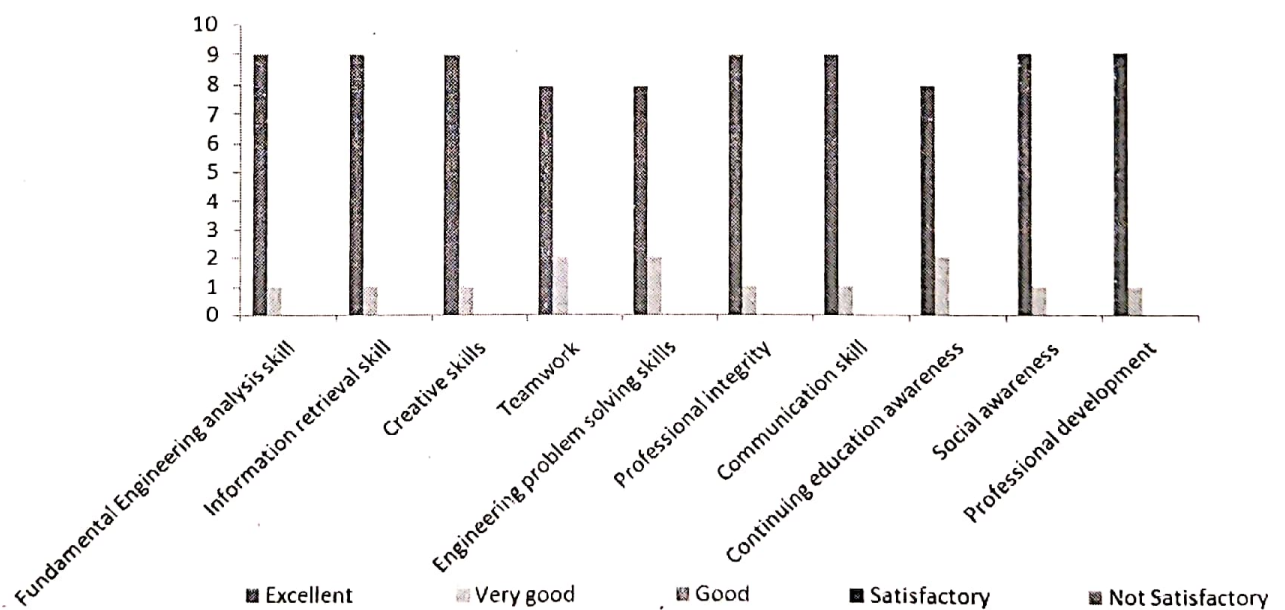 10
9
8
7
6
5
4
3
2
1
0
Fundamental Engineering analysis skill
Information retrieval skill
Creative skills
Teamwork
Engineering problem solving skills
Professional integrity
Communication skill
Continuing education awareness
Social awareness
Professional development
Excellent Very good Good Satisfactory Not Satisfactory